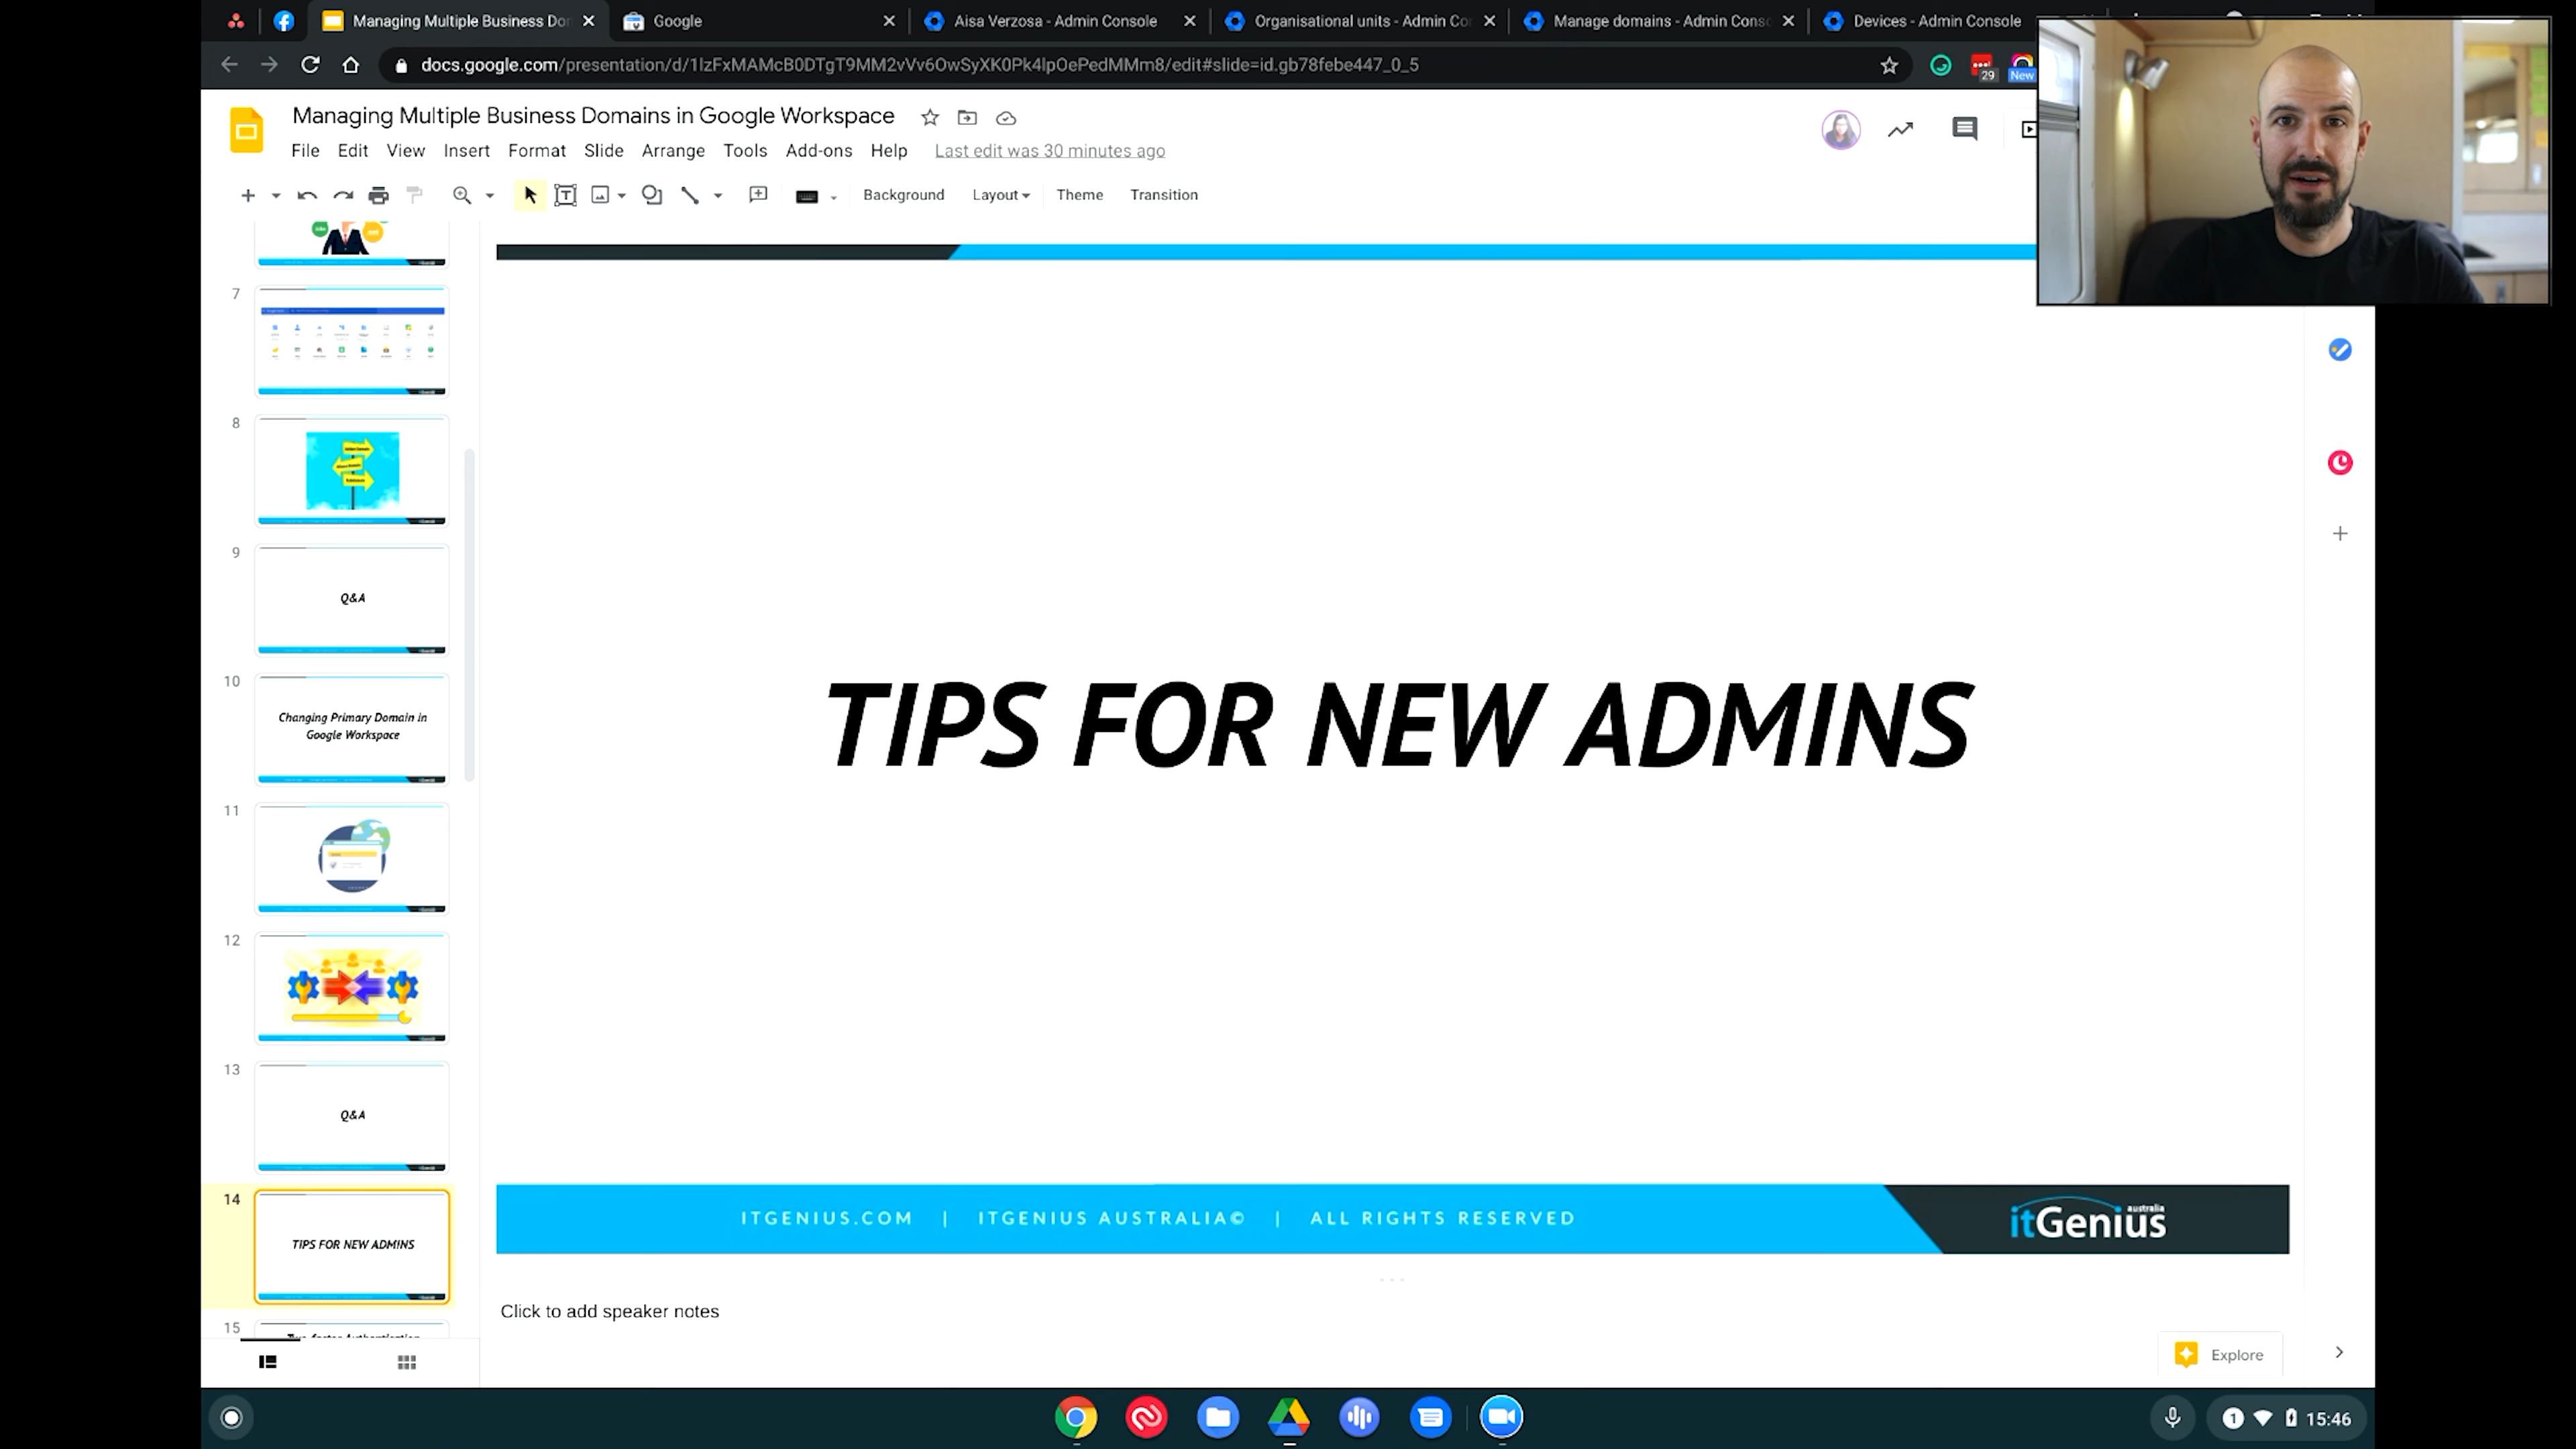 Managing Multiple Business Do
Google
Aisa Verzosa - Admin Console
Organisational units - Admin Co
Manage domains - Admin Cons
Devices - Admin Console
docs.google.com/presentation/d/1lzFxMAMcB0DTgT9MM2vVv6OwSyXK0Pk4lpOePedMMm8/edit#slide=id.gb78febe447_0_5
29
New
Managing Multiple Business Domains in Google Workspace
File Edit View Insert Format Slide Arrange Tools Add-ons Help Last edit was 30 minutes ago
Background Layout Theme Transition
7
8
9
Q&A
10
Changing Primary Domain in
Google Workspace
11
12
13
Q&A
14
TIPS FOR NEW ADMINS
15
TIPS FOR NEW ADMINS
ITGENIUS.COM | ITGENIUS AUSTRALIA© | ALL RIGHTS RESERVED
australia
itGenius
Click to add speaker notes
Explore
1
15:46